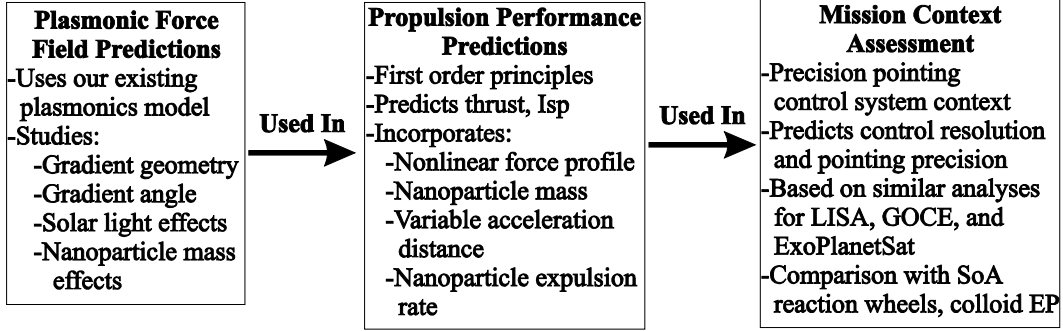 Plasmonic Force
Field Predictions
-Uses our existing
plasmonics model
-Studies:
-Gradient geometry
-Gradient angle
-Solar light effects
-Nanoparticle mass
effects
Used In
Propulsion Performance
Predictions
-First order principles
-Predicts thrust, Isp
-Incorporates:
-Nonlinear force profile
-Nanoparticle mass
-Variable acceleration
distance
-Nanoparticle expulsion
rate
Used In
Mission Context
Assessment
-Precision pointing
control system context
-Predicts control resolution
and pointing precision
-Based on similar analyses
for LISA, GOCE, and
ExoPlanetSat
-Comparison with SoA
reaction wheels, colloid EP